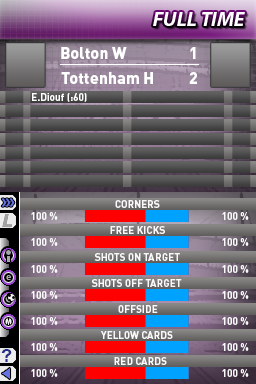 FULL TIME
Bolton W 1
Tottenham H 2
E.Diouf (:60)
CORNERS
100 % 100 %
FREE KICKS
100 % 100 %
SHOTS ON TARGET
100 % 100 %
SHOTS OFF TARGET
100 % 100 %
OFFSIDE
100 % 100 %
YELLOW CARDS
100 % 100 %
RED CARDS
100 % 100 %
L
e
M
?